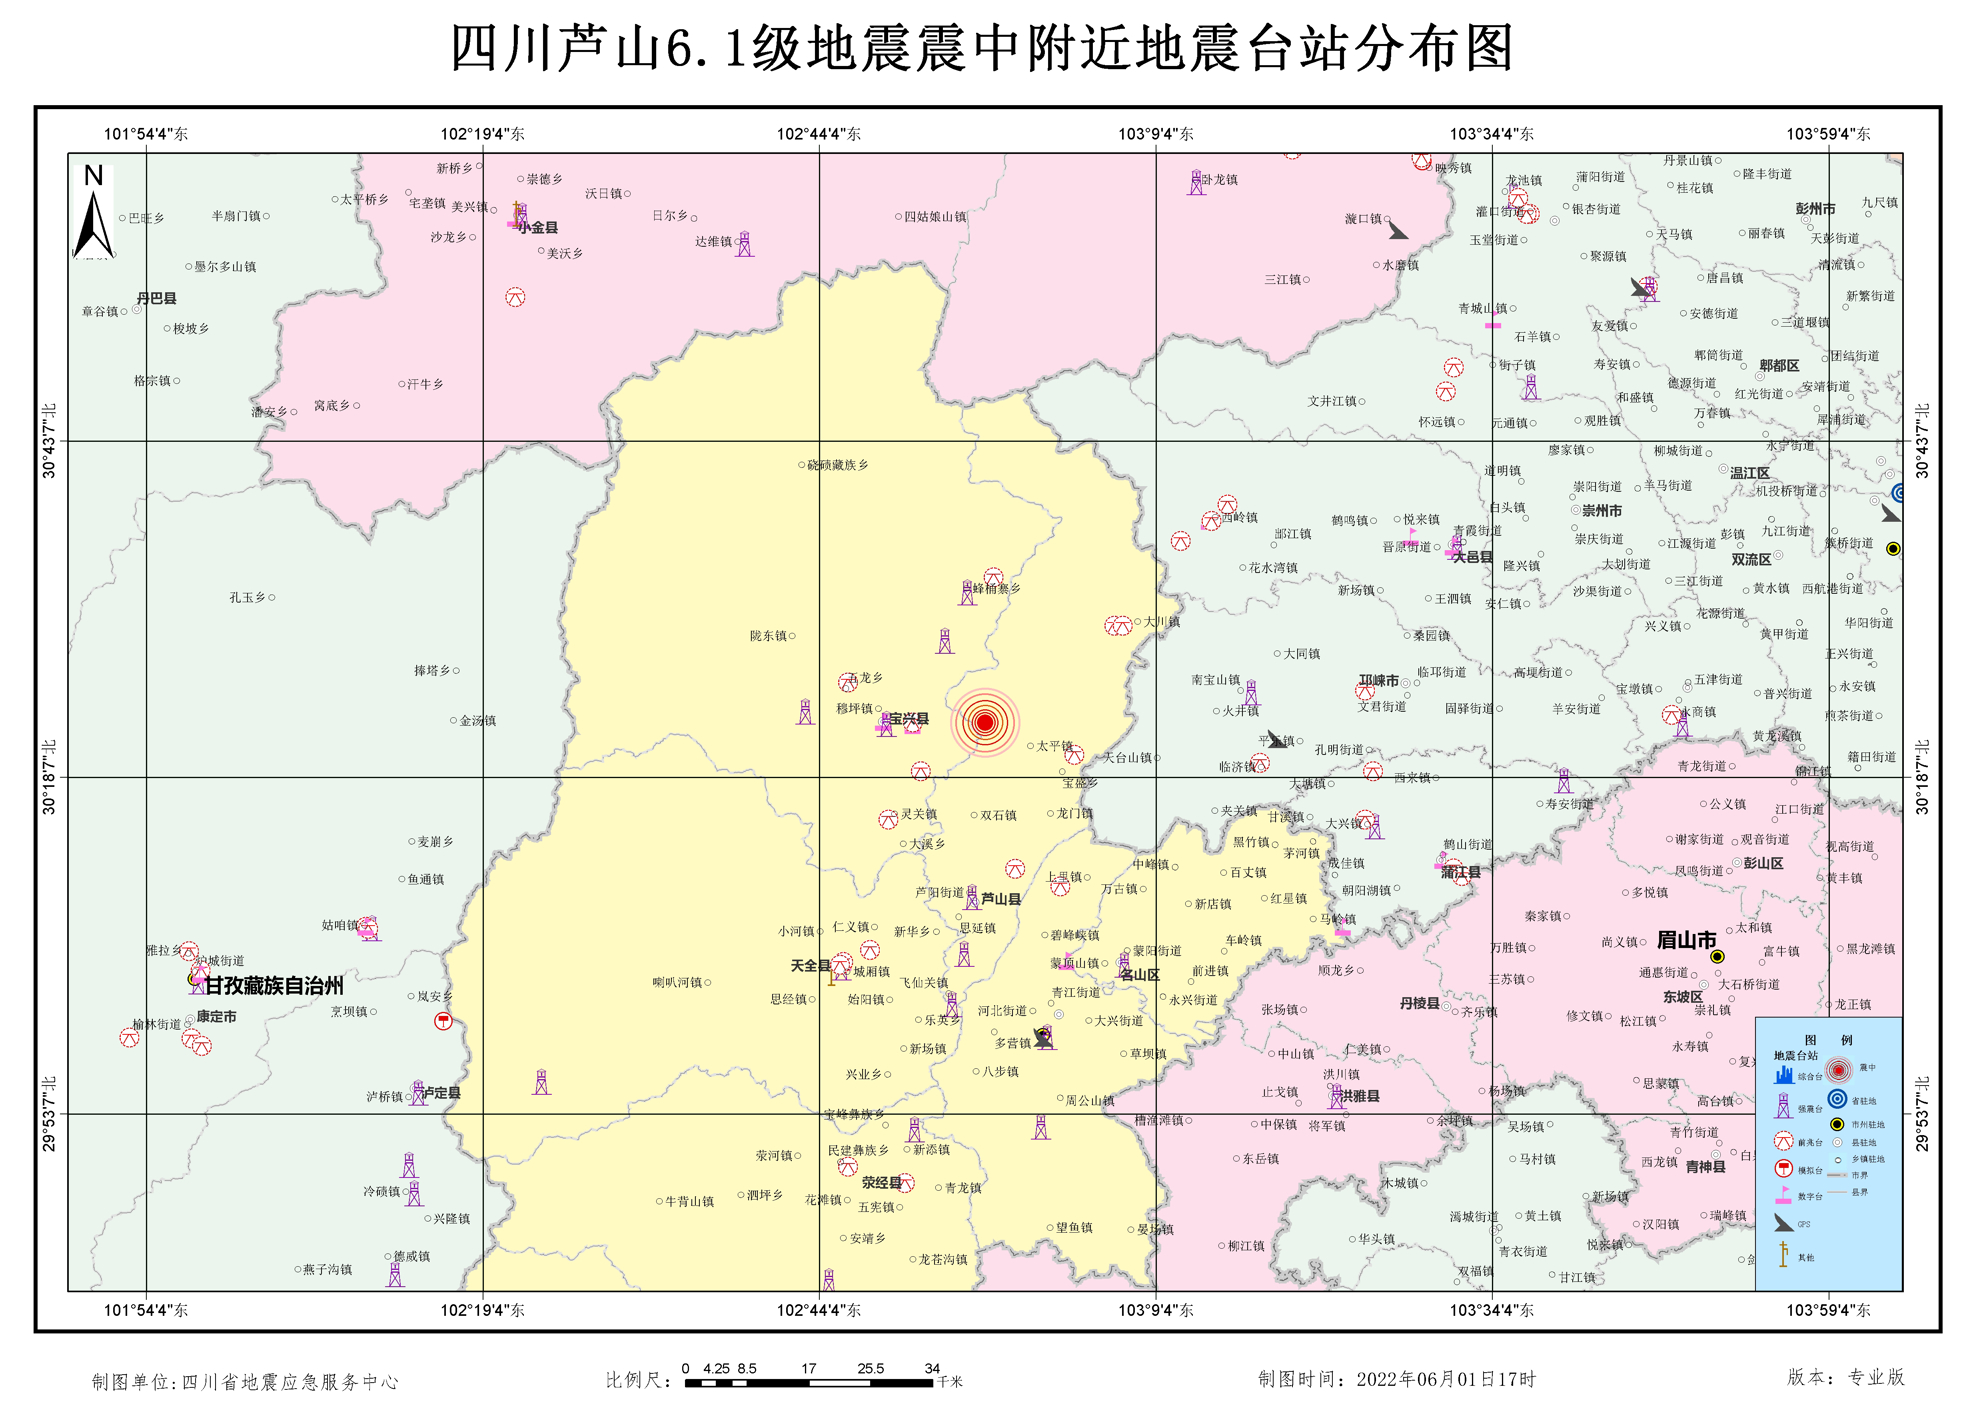 四川芦山6.1级地震震中附近地震台站分布图
101°54'4"东 102°19'4"东 102°44'4"东 103°9'4"东 103°34'4"东 103°59'4"东
N
新桥乡 崇德乡 沃日镇 卧龙镇 映秀镇 龙池镇 蒲阳街道 丹景山镇 隆丰街道
太平桥乡 宅垄镇 美兴镇 桂花镇
巴旺乡 半扇门镇 日尔乡 四姑娘山镇 漩口镇 灌口街道 银杏街道 彭州市 九尺镇
小金县 沙龙乡 达维镇 玉堂街道 天马镇 丽春镇 天彭街道
美沃乡 聚源镇
墨尔多山镇 水磨镇 清流镇
三江镇 唐昌镇
丹巴县 新繁街道
章谷镇 青城山镇 安德街道
梭坡乡 友爱镇 三道堰镇
石羊镇
郫筒街道 团结街道
街子镇 寿安镇 郫都区
格宗镇 汗牛乡 德源街道 安靖街道
潘安乡 窝底乡 文井江镇 和盛镇 红光街道
怀远镇 元通镇 观胜镇 万春镇 犀浦街道
30°43'7"北 30°43'7"北
廖家镇 柳城街道 永宁街道
硗碛藏族乡 道明镇 温江区
崇阳街道 羊马街道 机投桥街道
白头镇 崇州市
西岭镇 鹤鸣镇 悦来镇
邮江镇 青霞街道 崇庆街道 江源街道 彭镇 九江街道 簇桥街道
晋原街道 大邑县 双流区
花水湾镇 隆兴镇 大划街道
蜂桶寨乡 新场镇 三江街道 黄水镇 西航港街道
孔玉乡 王泗镇 安仁镇 沙渠街道
大川镇 兴义镇 花源街道 华阳街道
陇东镇 桑园镇 黄甲街道
大同镇 正兴街道
捧塔乡 五龙乡 南宝山镇 邛崃市 临邛街道 高埂街道 宝墩镇 五津街道 普兴街道 永安镇
金汤镇 穆坪镇 宝兴县 火井镇 文君街道 固驿街道 羊安街道 永商镇 煎茶街道
太平镇 天台山镇 平乐镇 孔明街道 黄龙溪镇 籍田街道
临济镇 青龙街道 锦江镇
30°18'7"北 30°18'7"北
宝盛乡 大塘镇 西来镇
灵关镇 双石镇 龙门镇 夹关镇 甘溪镇 寿安街道 公义镇 江口街道
大兴镇
麦崩乡 大溪乡 黑竹镇 茅河镇 鹤山街道 谢家街道 观音街道 视高街道
中峰镇 成佳镇 蒲江县 彭山区
鱼通镇 上里镇 百丈镇 凤鸣街道 黄丰镇
芦阳街道 芦山县 万古镇 红星镇 朝阳湖镇 多悦镇
新店镇 马岭镇 秦家镇
姑咱镇 小河镇 仁义镇 新华乡 思延镇 碧峰峡镇 车岭镇 太和镇
雅拉乡 蒙阳街道 万胜镇 尚义镇 眉山市 富牛镇 黑龙滩镇
炉城街道 天全县 城厢镇 蒙顶山镇 名山区 前进镇 顺龙乡 三苏镇 通惠街道
甘孜藏族自治州 喇叭河镇 飞仙关镇 大石桥街道
岚安乡 思经镇 始阳镇 青江街道 永兴街道 丹棱县 东坡区
榆林街道 康定市 烹坝镇 乐英乡 河北街道 大兴街道 张场镇 齐乐镇 修文镇 松江镇 崇礼镇 龙正镇
新场镇 多营镇 草坝镇 中山镇 仁美镇 永寿镇
兴业乡 八步镇 洪川镇 思蒙镇
泸定县 泸桥镇 周公山镇 止戈镇 洪雅县 杨场镇 高台镇
29°53'7"北 29°53'7"北
宝峰彝族乡 槽渔滩镇 中保镇 将军镇 余坪镇 吴场镇 青竹街道
荥河镇 民建彝族乡 新添镇 东岳镇 马村镇 西龙镇 青神县
冷碛镇 荥经县 青龙镇 木城镇
牛背山镇 泗坪乡 花滩镇 五宪镇 新场镇
兴隆镇 望鱼镇 晏场镇 漹城街道 黄土镇 汉阳镇 瑞峰镇
德威镇 安靖乡 柳江镇 华头镇 青衣街道 悦来镇
燕子沟镇 龙苍沟镇 双福镇 甘江镇
图 例
地震台站
综合台 震中
强震台 省驻地
市州驻地
前兆台 县驻地
模拟台 乡镇驻地
市界
数字台 县界
GPS
其他
101°54'4"东 102°19'4"东 102°44'4"东 103°9'4"东 103°34'4"东 103°59'4"东
制图单位:四川省地震应急服务中心
比例尺: 0 4.25 8.5 17 25.5 34 千米
制图时间: 2022年06月01日17时
版本: 专业版